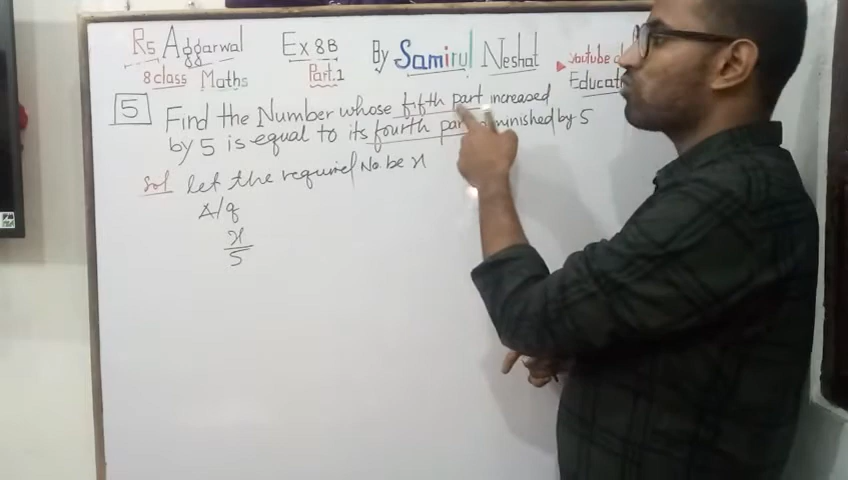 RS Aggarwal Ex 8B By Samirul Neshat Youtube
8 class Maths Part.1 Educat
5 Find the Number whose fifth part increased
by 5 is equal to its fourth part diminished by 5
Sol let the required No. be x
A/q
x
5